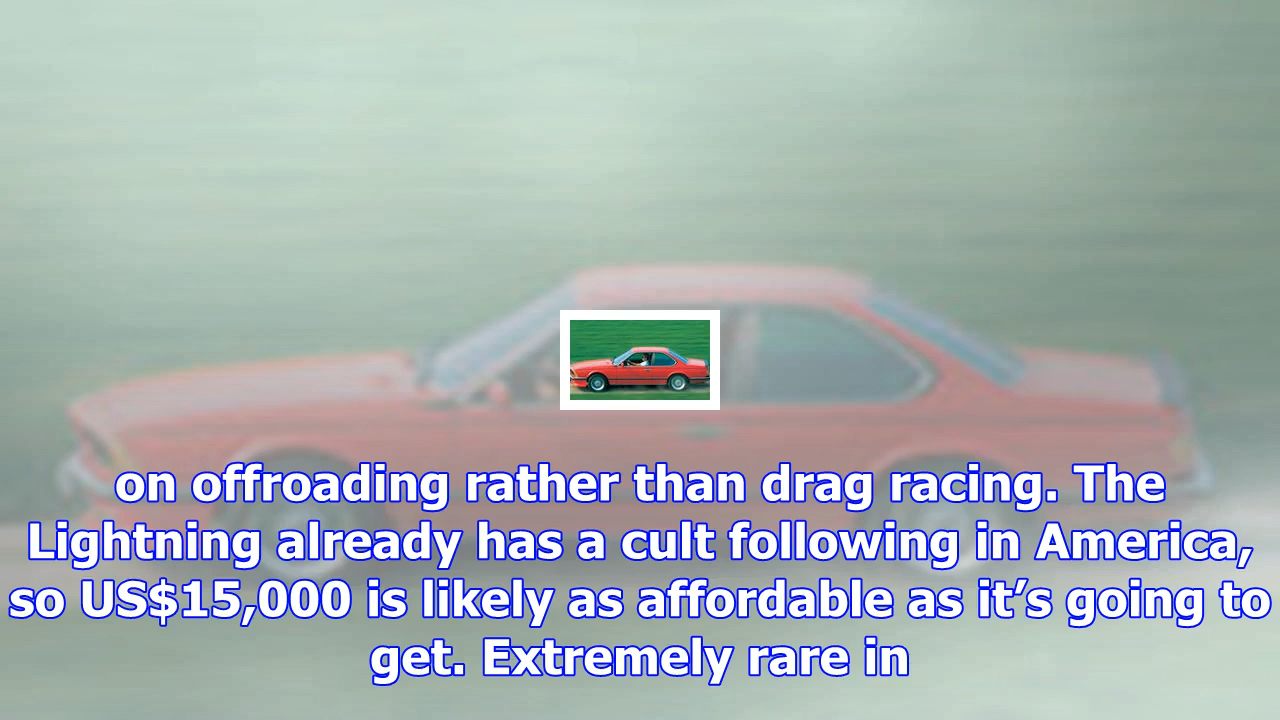 on offroading rather than drag racing. The
Lightning already has a cult following in America,
so US$15,000 is likely as affordable as it’s going to
get. Extremely rare in